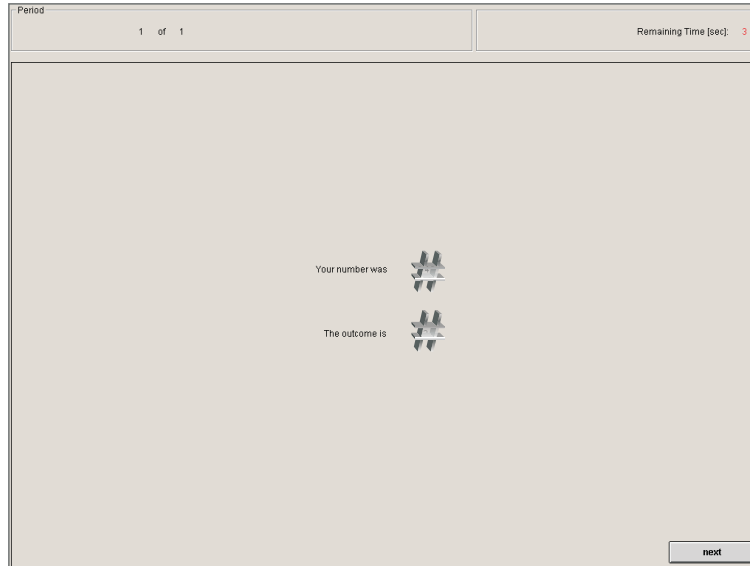 Period
1 of 1
Remaining Time [sec]: 3
Your number was #
The outcome is #
next